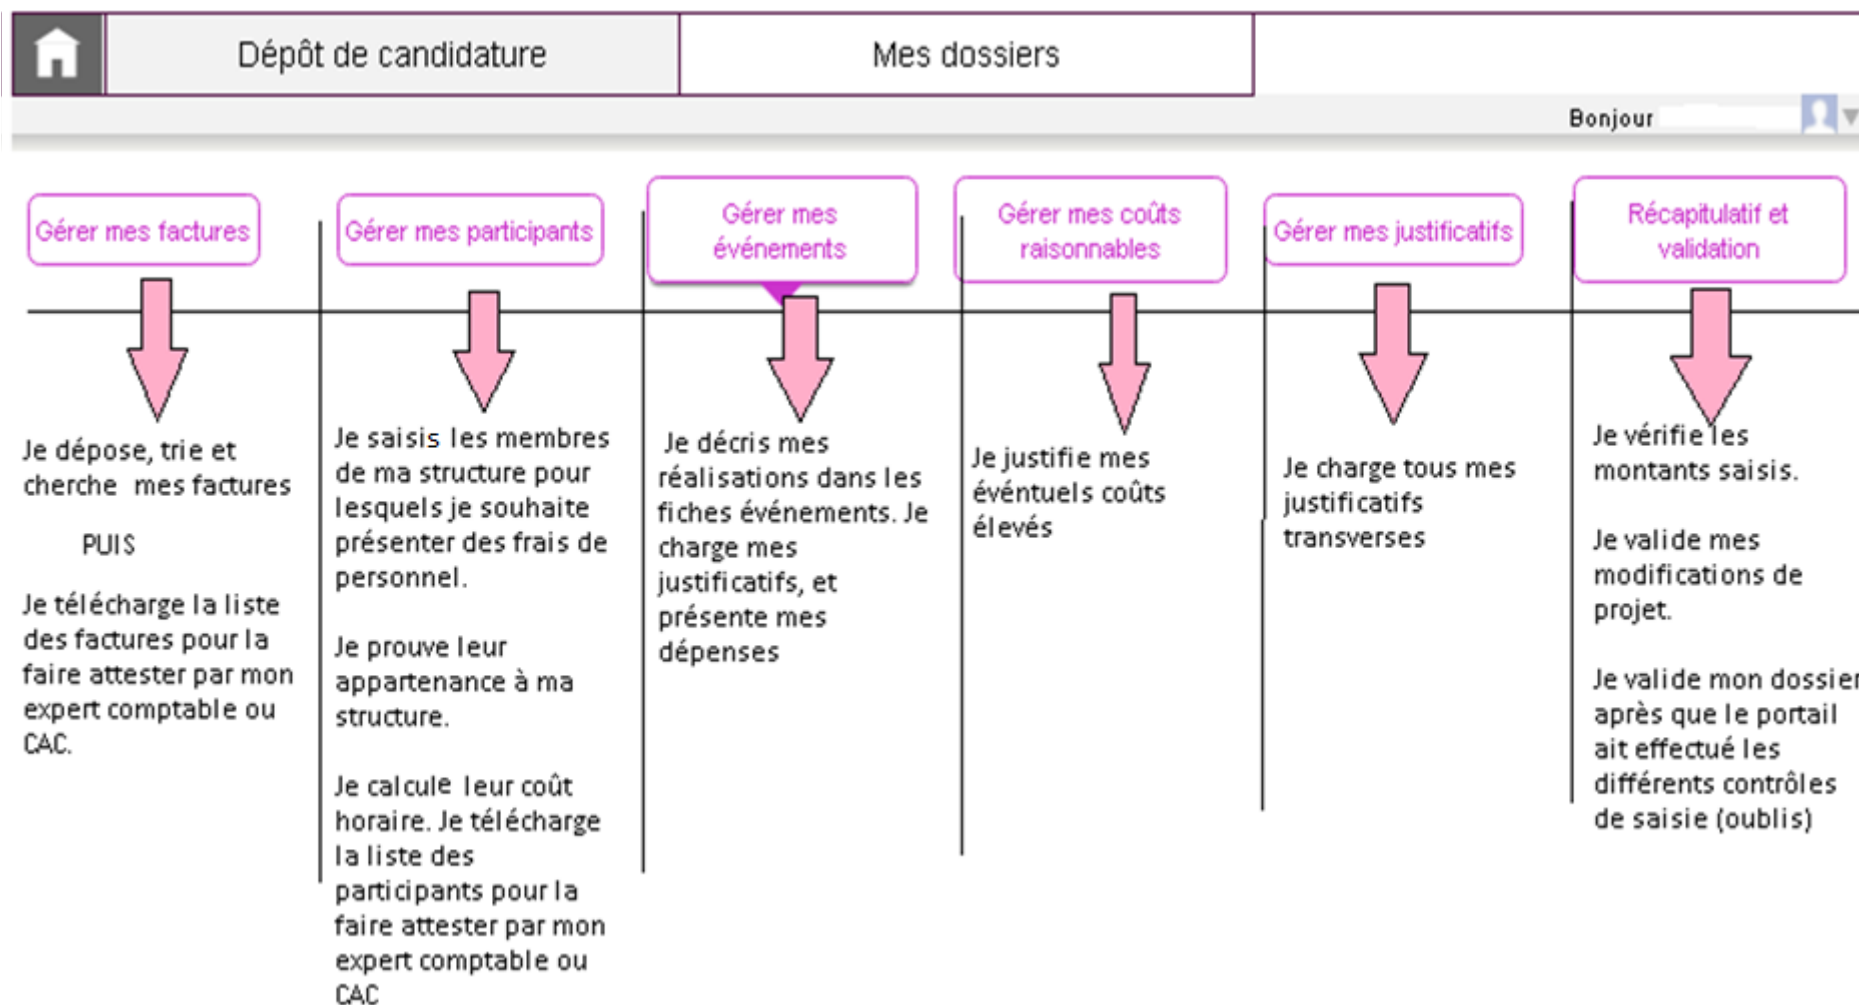 Dépôt de candidature
Mes dossiers
Bonjour
Gérer mes factures
Je dépose, trie et
cherche mes factures
PUIS
Je télécharge la liste
des factures pour la
faire attester par mon
expert comptable ou
CAC.
Gérer mes participants
Je saisis les membres
de ma structure pour
lesquels je souhaite
présenter des frais de
personnel.
Je prouve leur
appartenance à ma
structure.
Je calcule leur coût
horaire. Je télécharge
la liste des
participants pour la
faire attester par mon
expert comptable ou
CAC
Gérer mes
événements
Je décris mes
réalisations dans les
fiches événements. Je
charge mes
justificatifs, et
présente mes
dépenses
Gérer mes coûts
raisonnables
Je justifie mes
événtuels coûts
élevés
Gérer mes justificatifs
Je charge tous mes
justificatifs
transverses
Récapitulatif et
validation
Je vérifie les
montants saisis.
Je valide mes
modifications de
projet.
Je valide mon dossier
après que le portail
ait effectué les
différents contrôles
de saisie (oublis)